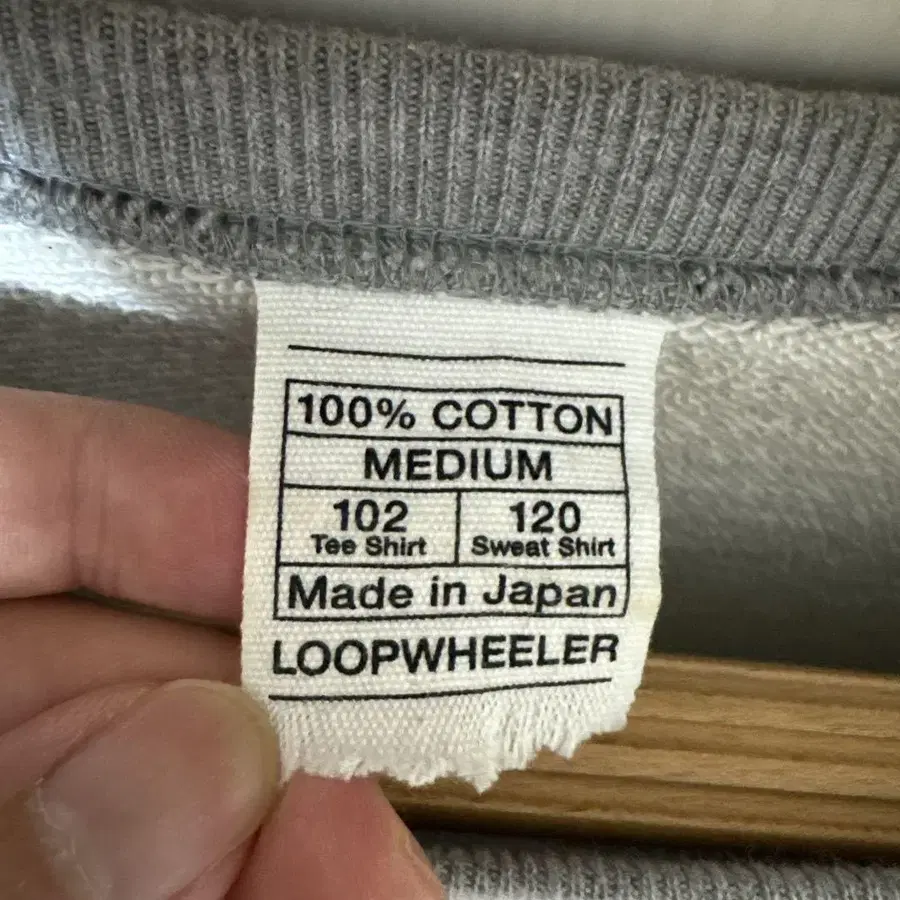 100% COTTON
MEDIUM
102 120
Tee Shirt Sweat Shirt
Made in Japan
LOOPWHEELER